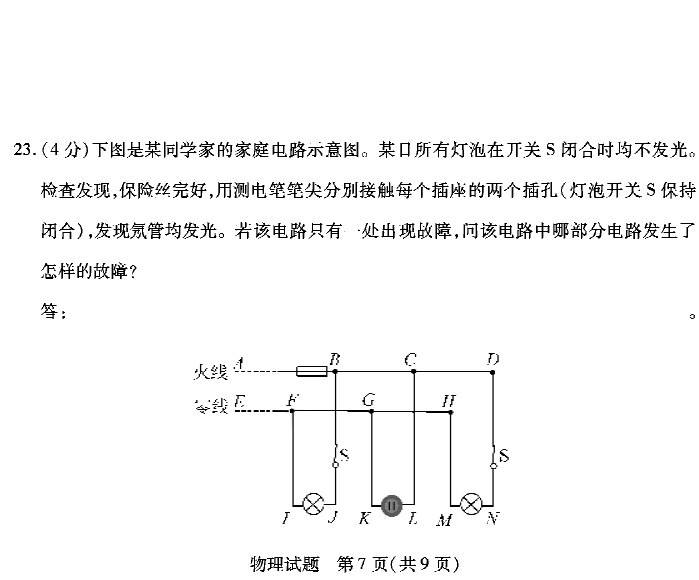 23. (4分)下图是某同学家的家庭电路示意图。某日所有灯泡在开关S闭合时均不发光。
检查发现,保险丝完好,用测电笔笔尖分别接触每个插座的两个插孔(灯泡开关S保持
闭合),发现氖管均发光。若该电路只有一处出现故障,问该电路中哪部分电路发生了
怎样的故障?
答: 。
火线 A B C D
零线 E F G H
S S
I J K L M N
物理试题 第7页(共9页)